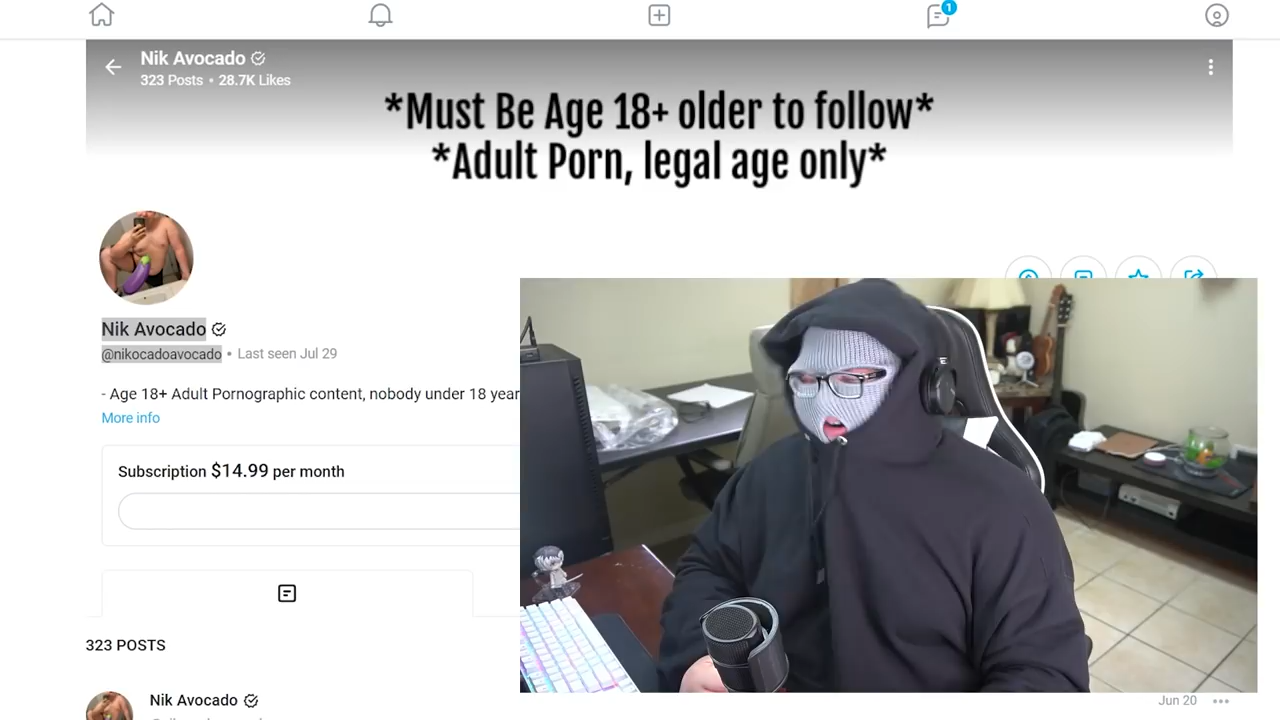 1
Nik Avocado
323 Posts • 28.7K Likes
*Must Be Age 18+ older to follow*
*Adult Porn, legal age only*
Nik Avocado
@nikocadoavocado • Last seen Jul 29
- Age 18+ Adult Pornographic content, nobody under 18 year
More info
Subscription $14.99 per month
323 POSTS
Nik Avocado
Jun 20